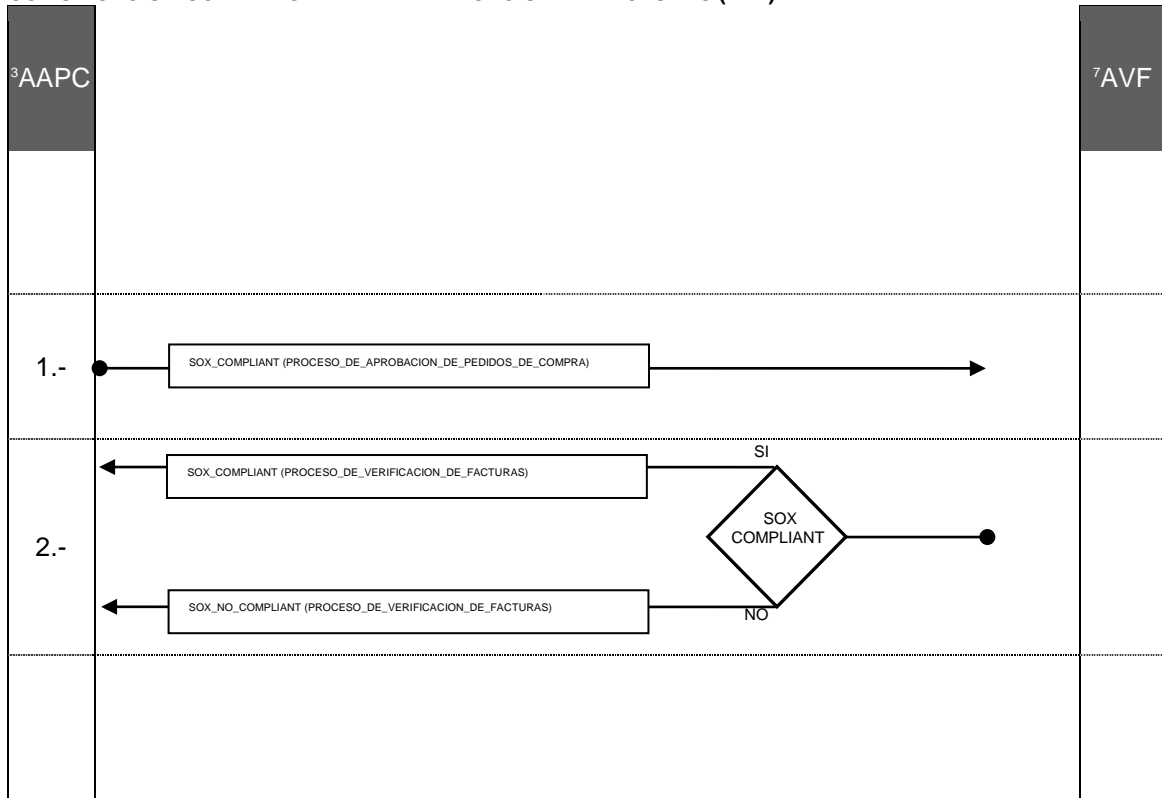 ³AAPC
⁷AVF
1.-
SOX_COMPLIANT (PROCESO_DE_APROBACION_DE_PEDIDOS_DE_COMPRA)
SI
SOX_COMPLIANT (PROCESO_DE_VERIFICACION_DE_FACTURAS)
SOX
COMPLIANT
2.-
SOX_NO_COMPLIANT (PROCESO_DE_VERIFICACION_DE_FACTURAS)
NO